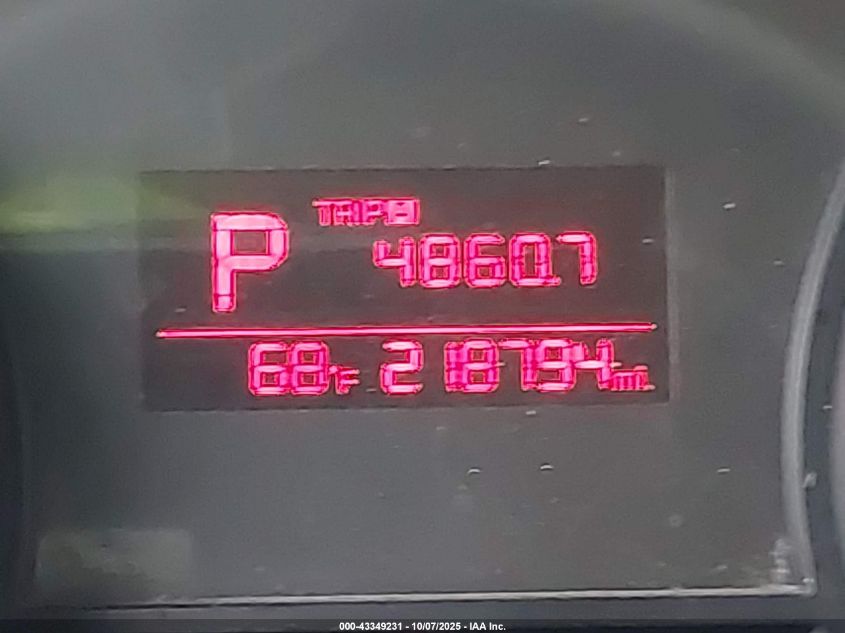 P
TRIP B
4860.7
68°F 218794mi
000-43349231 - 10/07/2025 - IAA Inc.